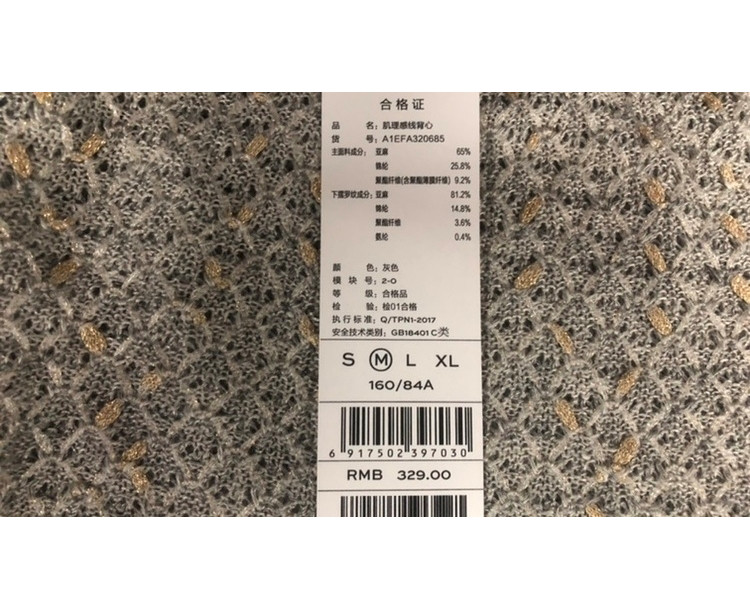 合格证
品 名：肌理感线背心
货 号：A1EFA320685
主面料成分：亚麻 65%
锦纶 25.8%
聚酯纤维(含聚酯薄膜纤维) 9.2%
下摆罗纹成分：亚麻 81.2%
锦纶 14.8%
聚酯纤维 3.6%
氨纶 0.4%
颜 色：灰色
模 块 号：2-0
等 级：合格品
检 验：检01合格
执行标准：Q/TPN1-2017
安全技术类别：GB18401 C类
S M L XL
160/84A
6 917502 397030
RMB 329.00